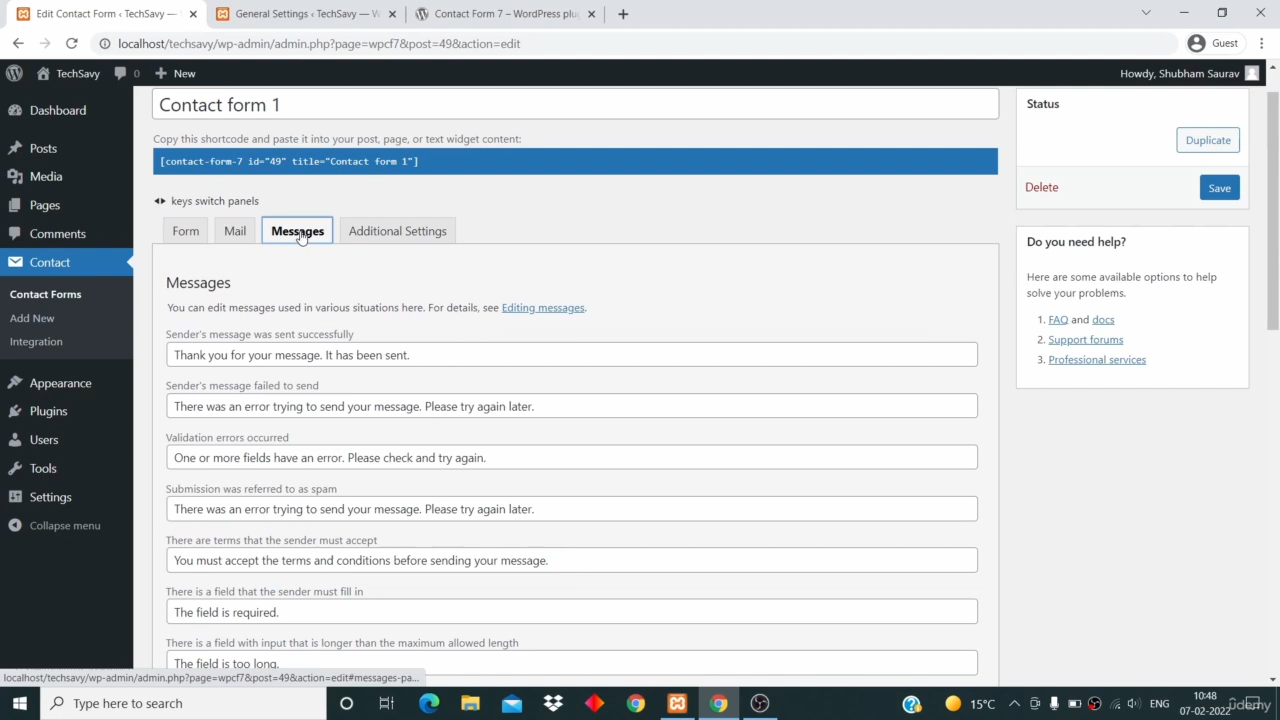 Edit Contact Form ‹ TechSavy —
General Settings ‹ TechSavy — W
Contact Form 7 – WordPress plu
localhost/techsavy/wp-admin/admin.php?page=wpcf7&post=49&action=edit
Guest
TechSavy
0
New
Howdy, Shubham Saurav
Dashboard
Posts
Media
Pages
Comments
Contact
Contact Forms
Add New
Integration
Appearance
Plugins
Users
Tools
Settings
Collapse menu
Contact form 1
Copy this shortcode and paste it into your post, page, or text widget content:
[contact-form-7 id="49" title="Contact form 1"]
keys switch panels
Form
Mail
Messages
Additional Settings
Messages
You can edit messages used in various situations here. For details, see Editing messages.
Sender's message was sent successfully
Thank you for your message. It has been sent.
Sender's message failed to send
There was an error trying to send your message. Please try again later.
Validation errors occurred
One or more fields have an error. Please check and try again.
Submission was referred to as spam
There was an error trying to send your message. Please try again later.
There are terms that the sender must accept
You must accept the terms and conditions before sending your message.
There is a field that the sender must fill in
The field is required.
There is a field with input that is longer than the maximum allowed length
The field is too long.
Status
Duplicate
Delete
Save
Do you need help?
Here are some available options to help
solve your problems.
1. FAQ and docs
2. Support forums
3. Professional services
localhost/techsavy/wp-admin/admin.php?page=wpcf7&post=49&action=edit#messages-pa...
Type here to search
15°C
ENG
10:48
07-02-2022
udemy